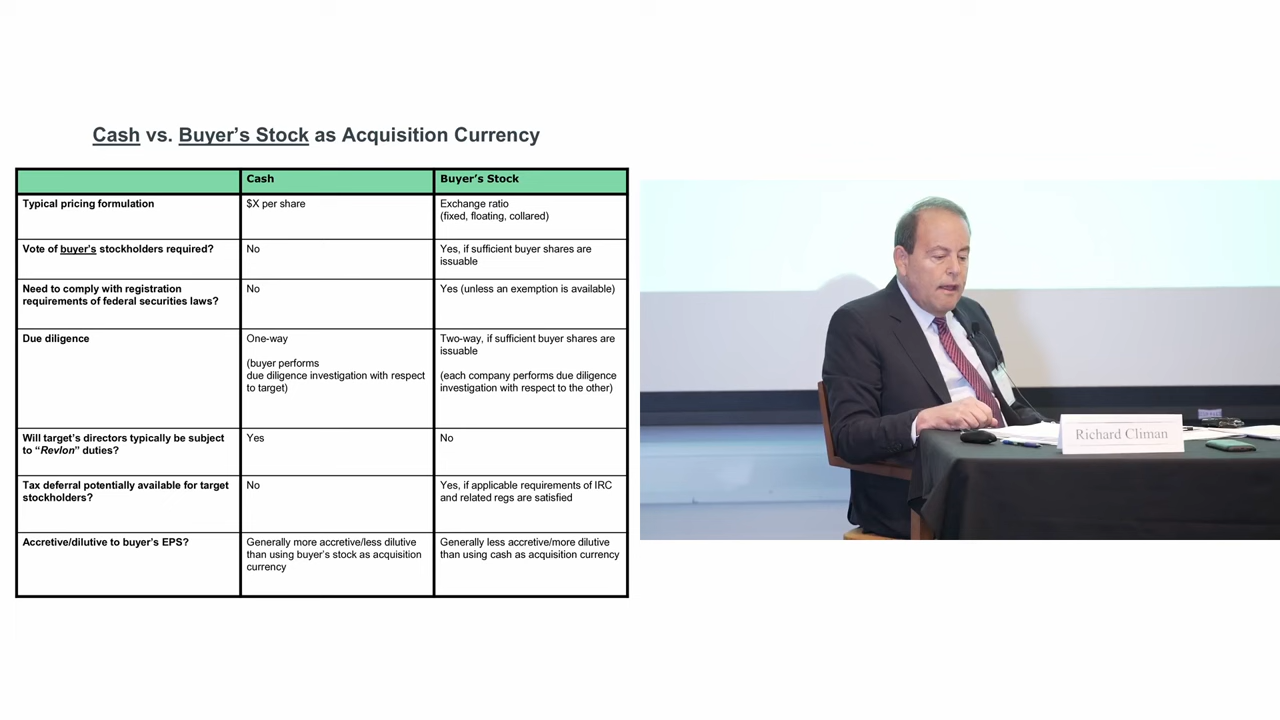 Cash vs. Buyer's Stock as Acquisition Currency
Cash
Buyer's Stock
Typical pricing formulation
$X per share
Exchange ratio
(fixed, floating, collared)
Vote of buyer's stockholders required?
No
Yes, if sufficient buyer shares are
issuable
Need to comply with registration
requirements of federal securities laws?
No
Yes (unless an exemption is available)
Due diligence
One-way
(buyer performs
due diligence investigation with respect
to target)
Two-way, if sufficient buyer shares are
issuable
(each company performs due diligence
investigation with respect to the other)
Will target's directors typically be subject
to “Revlon” duties?
Yes
No
Tax deferral potentially available for target
stockholders?
No
Yes, if applicable requirements of IRC
and related regs are satisfied
Accretive/dilutive to buyer's EPS?
Generally more accretive/less dilutive
than using buyer's stock as acquisition
currency
Generally less accretive/more dilutive
than using cash as acquisition currency
Richard Climan